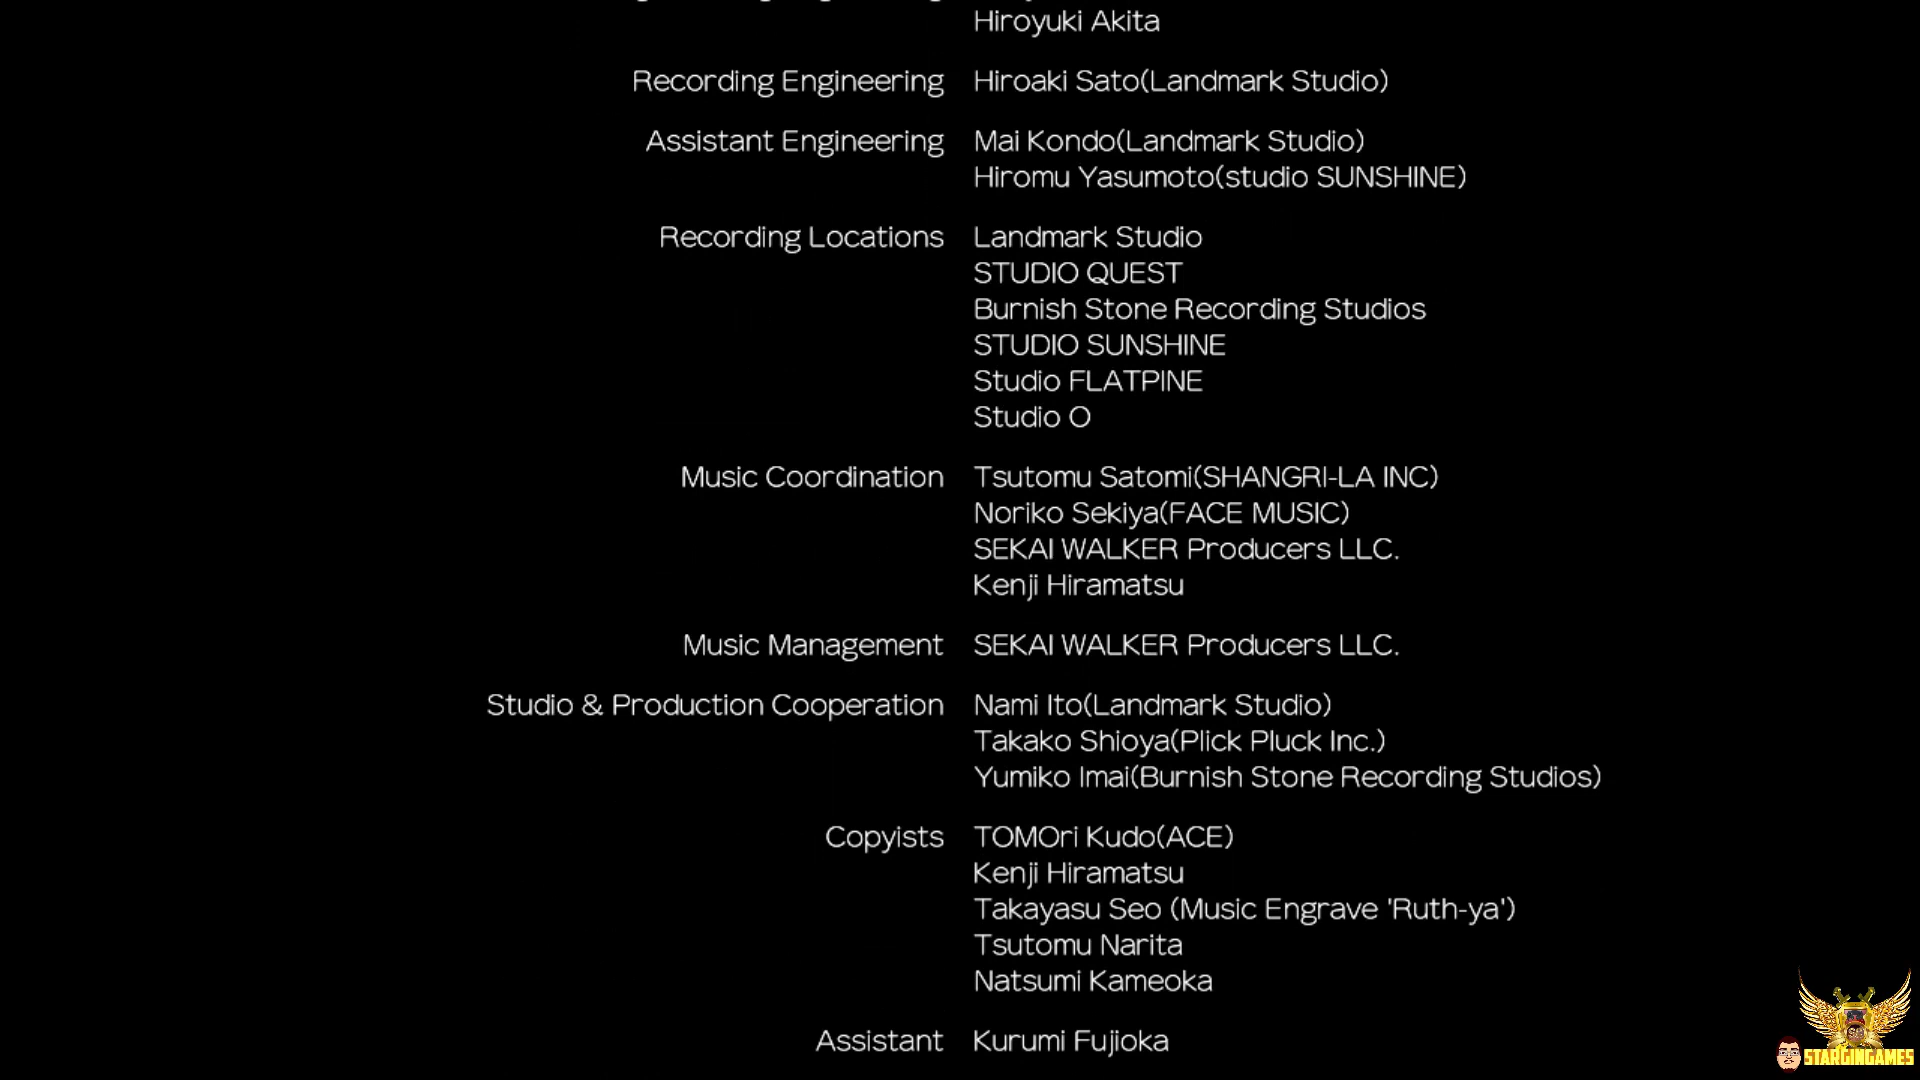 Hiroyuki Akita
Recording Engineering Hiroaki Sato(Landmark Studio)
Assistant Engineering Mai Kondo(Landmark Studio)
Hiromu Yasumoto(studio SUNSHINE)
Recording Locations Landmark Studio
STUDIO QUEST
Burnish Stone Recording Studios
STUDIO SUNSHINE
Studio FLATPINE
Studio O
Music Coordination Tsutomu Satomi(SHANGRI-LA INC)
Noriko Sekiya(FACE MUSIC)
SEKAI WALKER Producers LLC.
Kenji Hiramatsu
Music Management SEKAI WALKER Producers LLC.
Studio & Production Cooperation Nami Ito(Landmark Studio)
Takako Shioya(Plick Pluck Inc.)
Yumiko Imai(Burnish Stone Recording Studios)
Copyists TOMOri Kudo(ACE)
Kenji Hiramatsu
Takayasu Seo (Music Engrave 'Ruth-ya')
Tsutomu Narita
Natsumi Kameoka
Assistant Kurumi Fujioka
STARGINGAMES